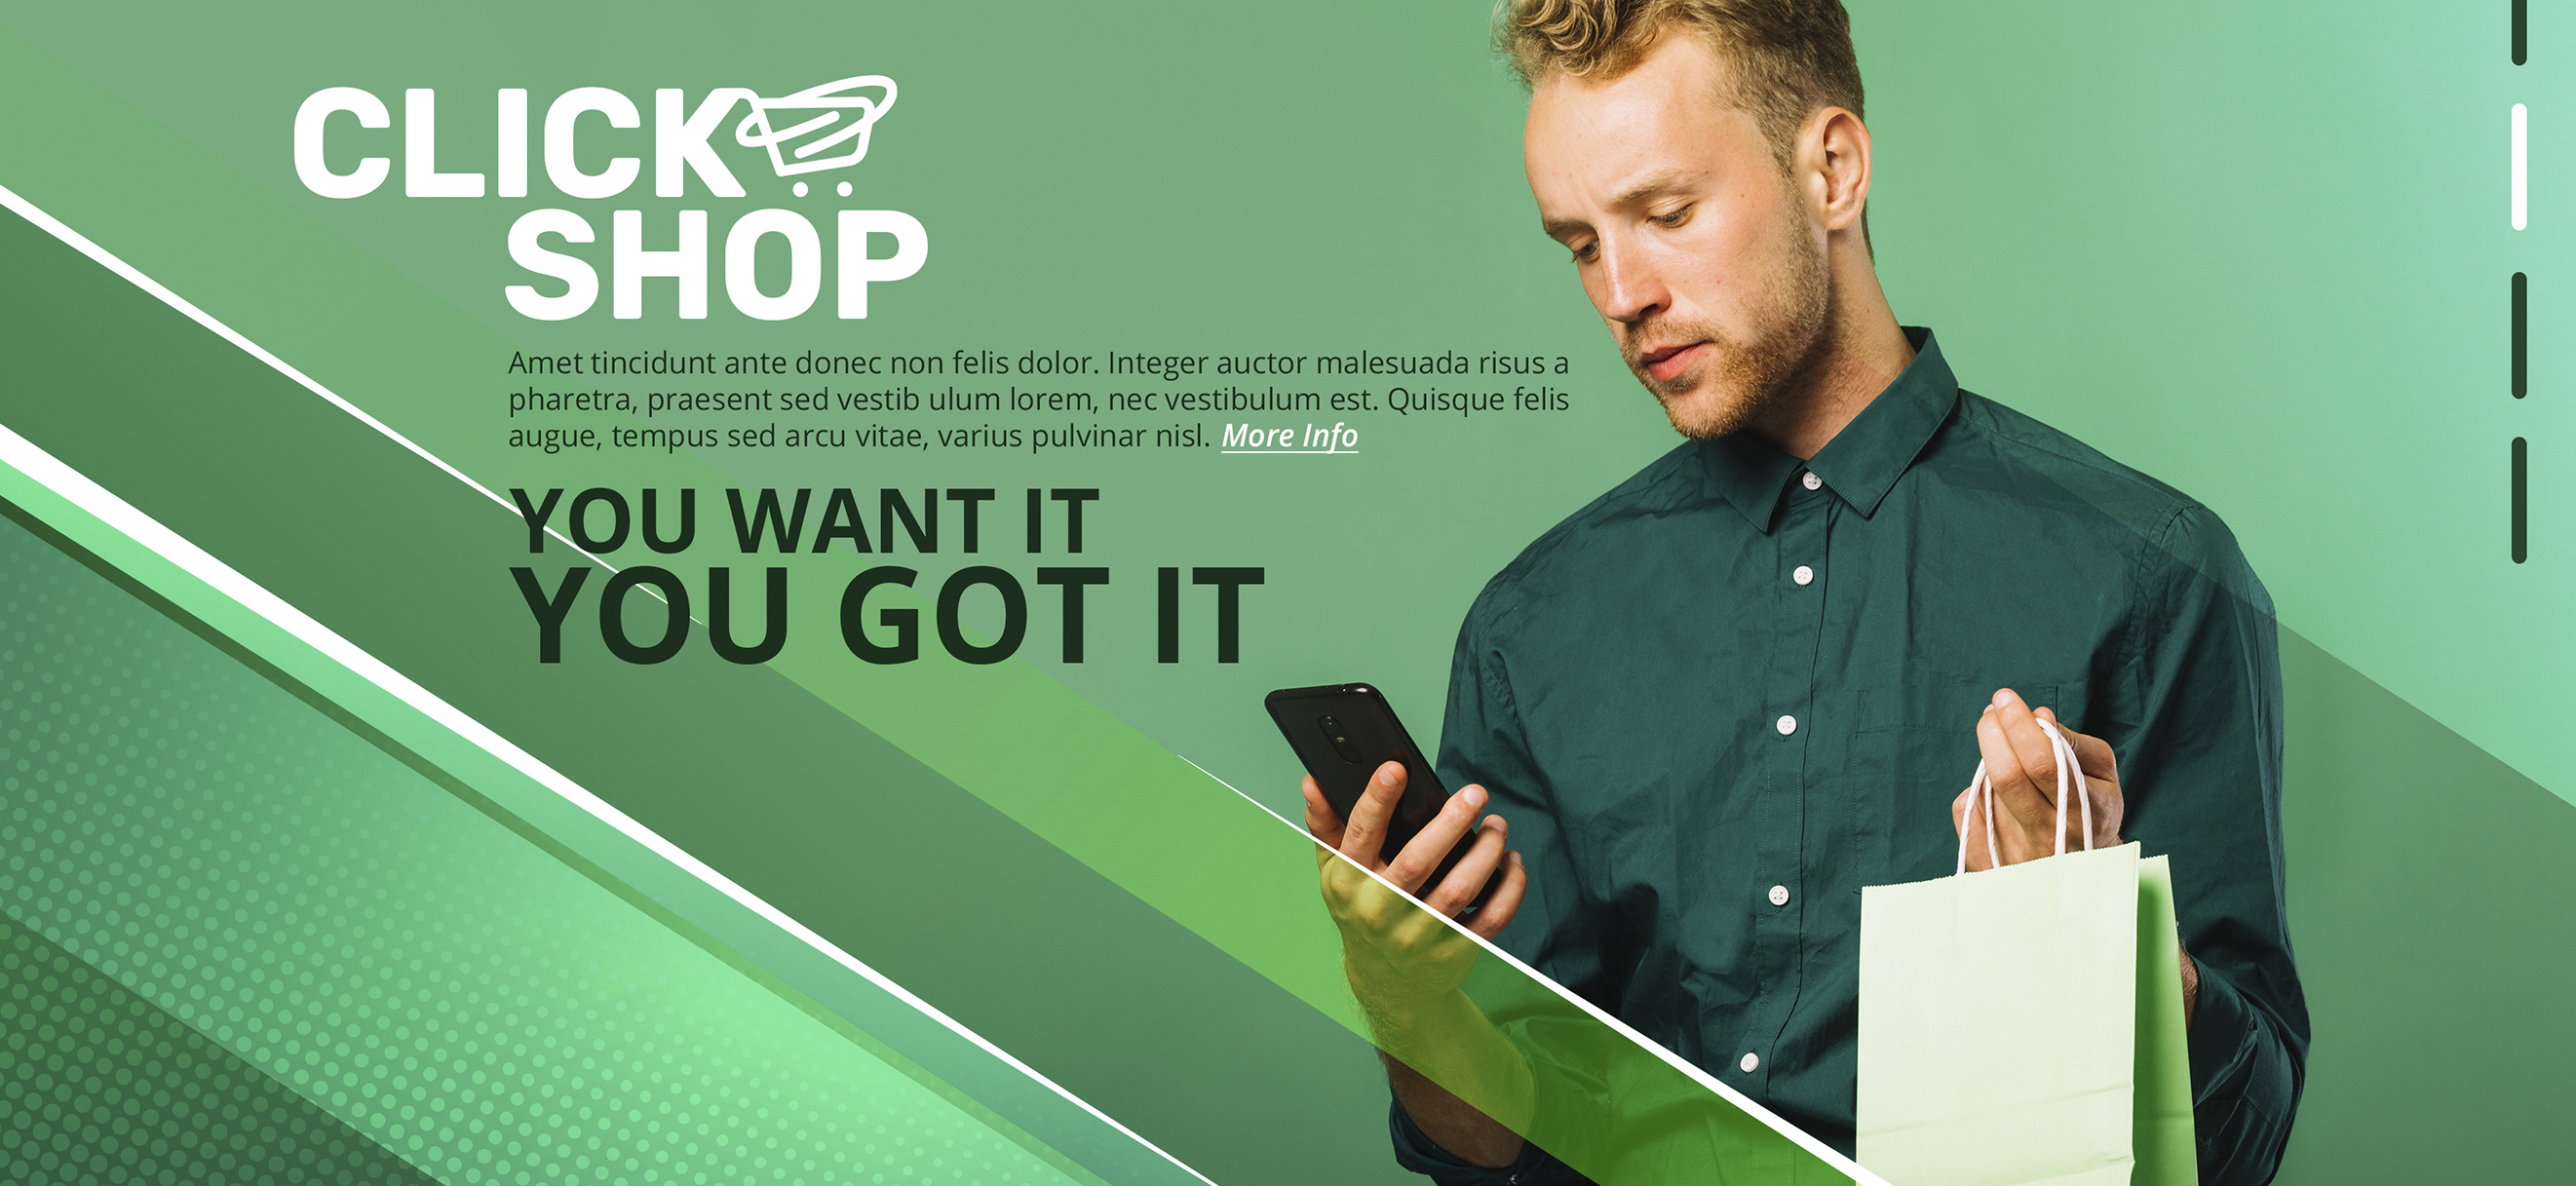 CLICK
SHOP
Amet tincidunt ante donec non felis dolor. Integer auctor malesuada risus a
pharetra, praesent sed vestib ulum lorem, nec vestibulum est. Quisque felis
augue, tempus sed arcu vitae, varius pulvinar nisl. More Info
YOU WANT IT
YOU GOT IT